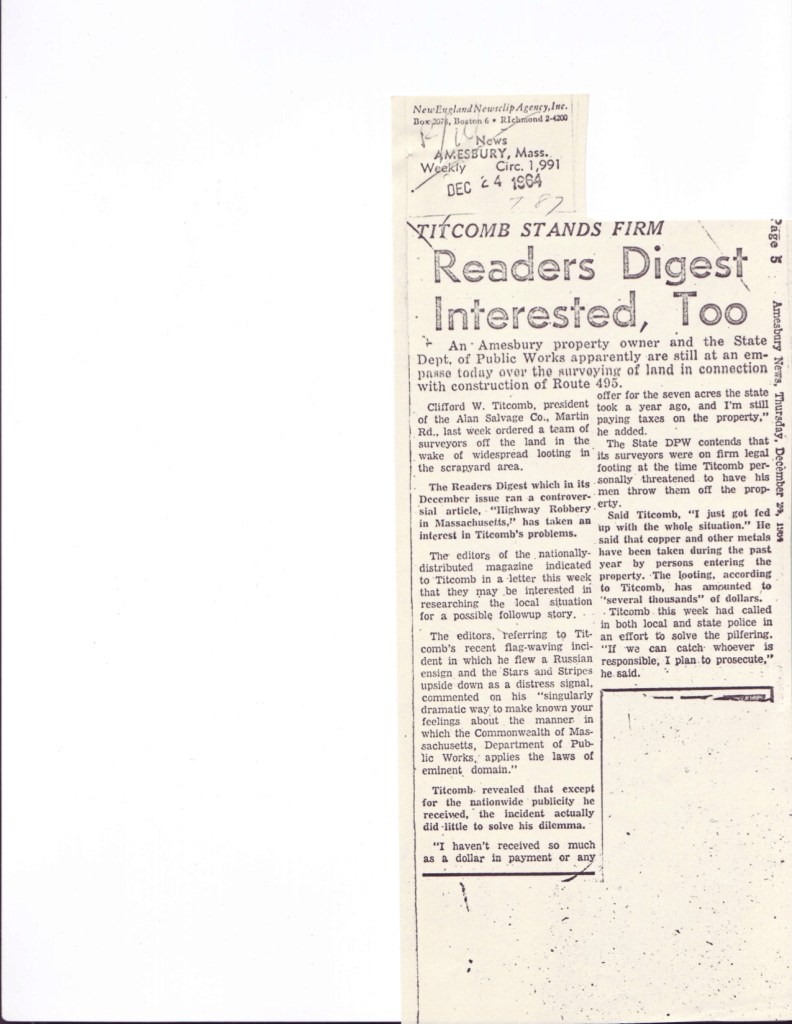 New England Newsclip Agency, Inc.
Box 2078, Boston 6 • RIchmond 2-4200
News
AMESBURY, Mass.
Weekly Circ. 1,991
DEC 24 1964
TITCOMB STANDS FIRM
Readers Digest
Interested, Too
An Amesbury property owner and the State
Dept. of Public Works apparently are still at an em-
passe today over the surveying of land in connection
with construction of Route 495.
Clifford W. Titcomb, president
of the Alan Salvage Co., Martin
Rd., last week ordered a team of
surveyors off the land in the
wake of widespread looting in
the scrapyard area.
The Readers Digest which in its
December issue ran a controver-
sial article, "Highway Robbery
in Massachusetts," has taken an
interest in Titcomb's problems.
The editors of the nationally-
distributed magazine indicated
to Titcomb in a letter this week
that they may be interested in
researching the local situation
for a possible followup story.
The editors, referring to Tit-
comb's recent flag-waving inci-
dent in which he flew a Russian
ensign and the Stars and Stripes
upside down as a distress signal,
commented on his "singularly
dramatic way to make known your
feelings about the manner in
which the Commonwealth of Mas-
sachusetts, Department of Pub-
lic Works, applies the laws of
eminent domain."
Titcomb revealed that except
for the nationwide publicity he
received, the incident actually
did little to solve his dilemma.
"I haven't received so much
as a dollar in payment or any
offer for the seven acres the state
took a year ago, and I'm still
paying taxes on the property,"
he added.
The State DPW contends that
its surveyors were on firm legal
footing at the time Titcomb per-
sonally threatened to have his
men throw them off the prop-
erty.
Said Titcomb, "I just got fed
up with the whole situation." He
said that copper and other metals
have been taken during the past
year by persons entering the
property. The looting, according
to Titcomb, has amounted to
"several thousands" of dollars.
Titcomb this week had called
in both local and state police in
an effort to solve the pilfering.
"If we can catch whoever is
responsible, I plan to prosecute,"
he said.
Page 5 Amesbury News, Thursday, December 24, 1964